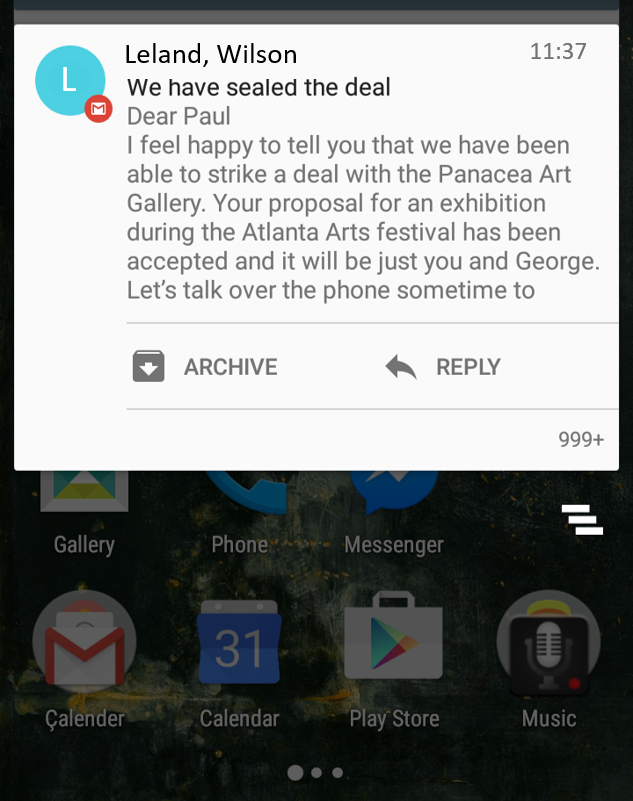 Leland, Wilson
11:37
L
We have sealed the deal
Dear Paul
I feel happy to tell you that we have been
able to strike a deal with the Panacea Art
Gallery. Your proposal for an exhibition
during the Atlanta Arts festival has been
accepted and it will be just you and George.
Let’s talk over the phone sometime to
ARCHIVE
REPLY
999+
Gallery
Phone
Messenger
31
Çalender
Calendar
Play Store
Music